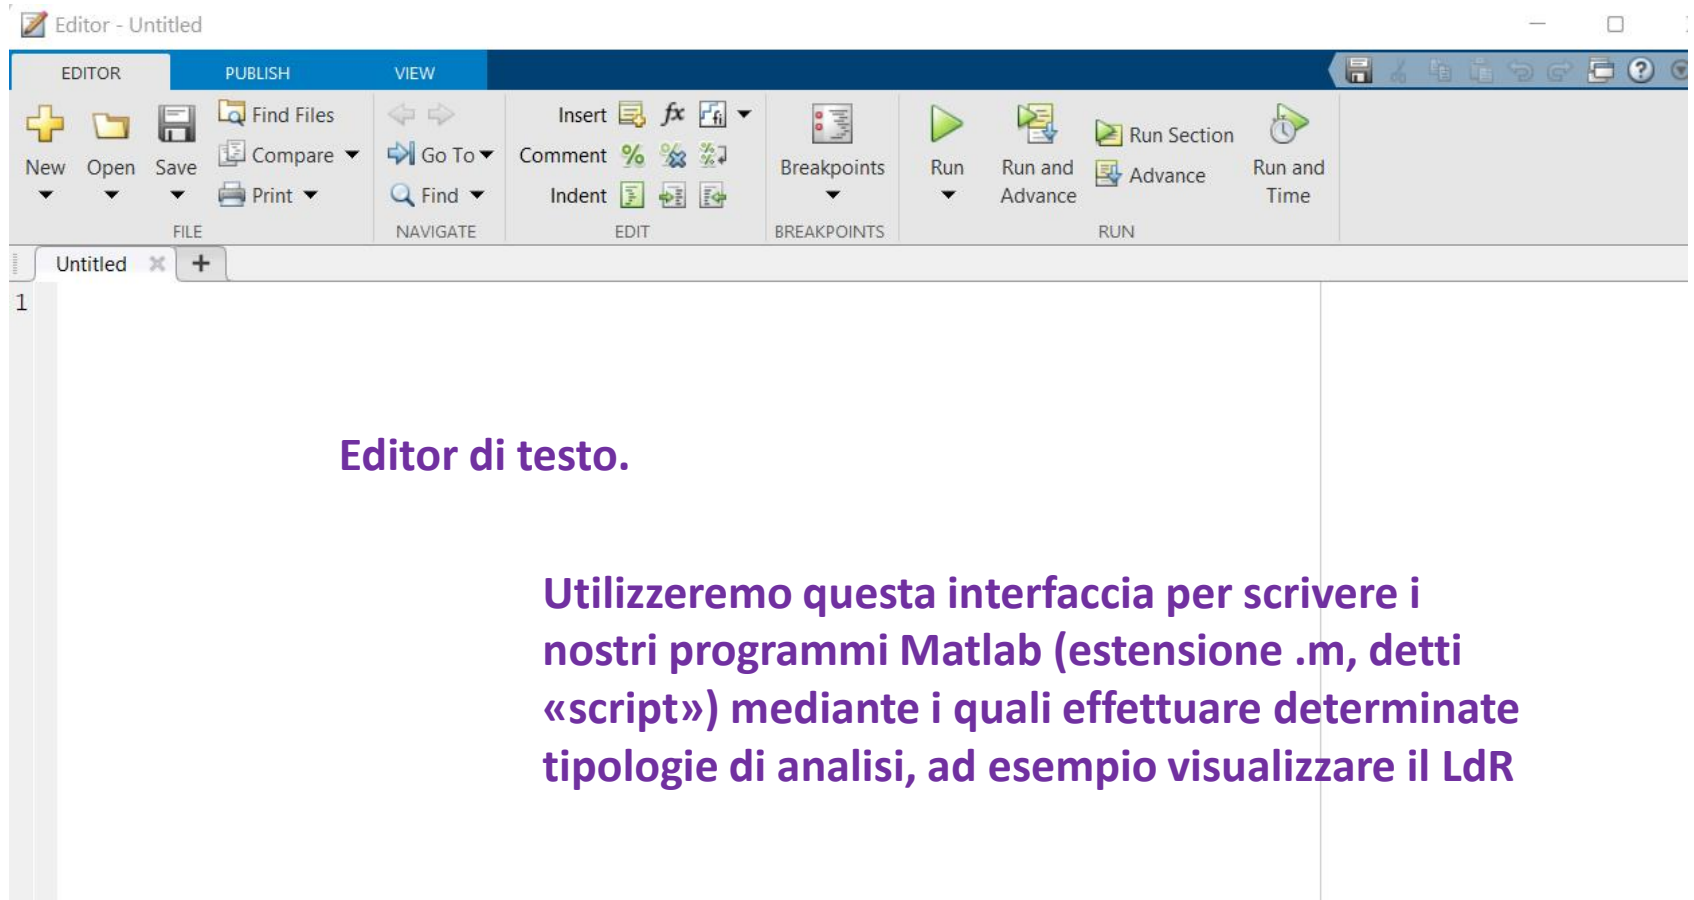 Editor - Untitled
EDITOR PUBLISH VIEW
New Open Save Find Files Compare Print
FILE
Go To Find
NAVIGATE
Insert fx fi
Comment % %
Indent
EDIT
Breakpoints
BREAKPOINTS
Run Run and Advance Run Section Advance Run and Time
RUN
Untitled +
1
Editor di testo.
Utilizzeremo questa interfaccia per scrivere i
nostri programmi Matlab (estensione .m, detti
«script») mediante i quali effettuare determinate
tipologie di analisi, ad esempio visualizzare il LdR